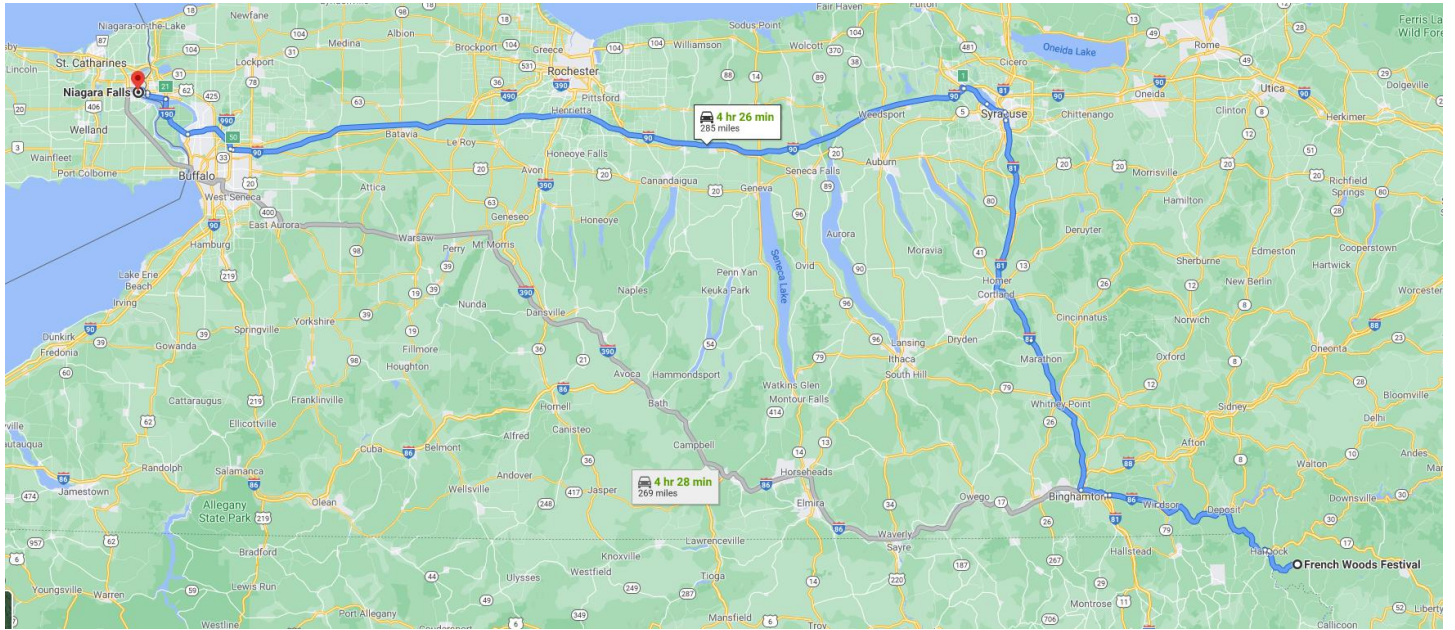 Niagara-on-the-Lake
Newfane
Albion
Brockport
Greece
Williamson
Sodus Point
Wolcott
Fair Haven
Fulton
Ferris La
Wild Fore
Rome
Oneida Lake
Cicero
Lincoln
St. Catharines
Medina
Lockport
Rochester
Pittsford
Henrietta
Niagara Falls
4 hr 26 min
285 miles
Weedsport
Syracuse
Chittenango
Oneida
Utica
Clinton
Herkimer
Dolgeville
Welland
Batavia
Le Roy
Wainfleet
Port Colborne
Buffalo
Honeoye Falls
Avon
Canandaigua
Geneva
Seneca Falls
Auburn
Morrisville
Richfield
Springs
West Seneca
Attica
Geneseo
Honeoye
Aurora
Hamilton
East Aurora
Warsaw
Perry
Mt Morris
Moravia
Deruyter
Edmeston
Cooperstown
Hamburg
Penn Yan
Ovid
Seneca Lake
Homer
Cortland
Sherburne
Hartwick
New Berlin
Worcester
Lake Erie
Beach
Irving
Nunda
Naples
Keuka Park
Dansville
Cincinnatus
Norwich
Dunkirk
Fredonia
Gowanda
Springville
Yorkshire
Fillmore
Houghton
Lansing
Ithaca
Dryden
Marathon
Oxford
Oneonta
Avoca
Hammondsport
South Hill
Watkins Glen
Montour Falls
Cattaraugus
Franklinville
Hornell
Bath
Whitney Point
Sidney
Bloomville
Ellicottville
Alfred
Canisteo
Delhi
Cuba
Belmont
Campbell
Afton
Randolph
Salamanca
Andover
Horseheads
Walton
Andes
Jamestown
Olean
Wellsville
Jasper
4 hr 28 min
269 miles
Elmira
Owego
Binghamton
Windsor
Deposit
Downsville
Allegany
State Park
Waverly
Sayre
Hallstead
Hancock
French Woods Festival
Bradford
Lawrenceville
Knoxville
Westfield
Youngsville
Warren
Lewis Run
Ulysses
Tioga
Montrose
Liberty
Westline
Port Allegany
Mansfield
Troy
Callicoon